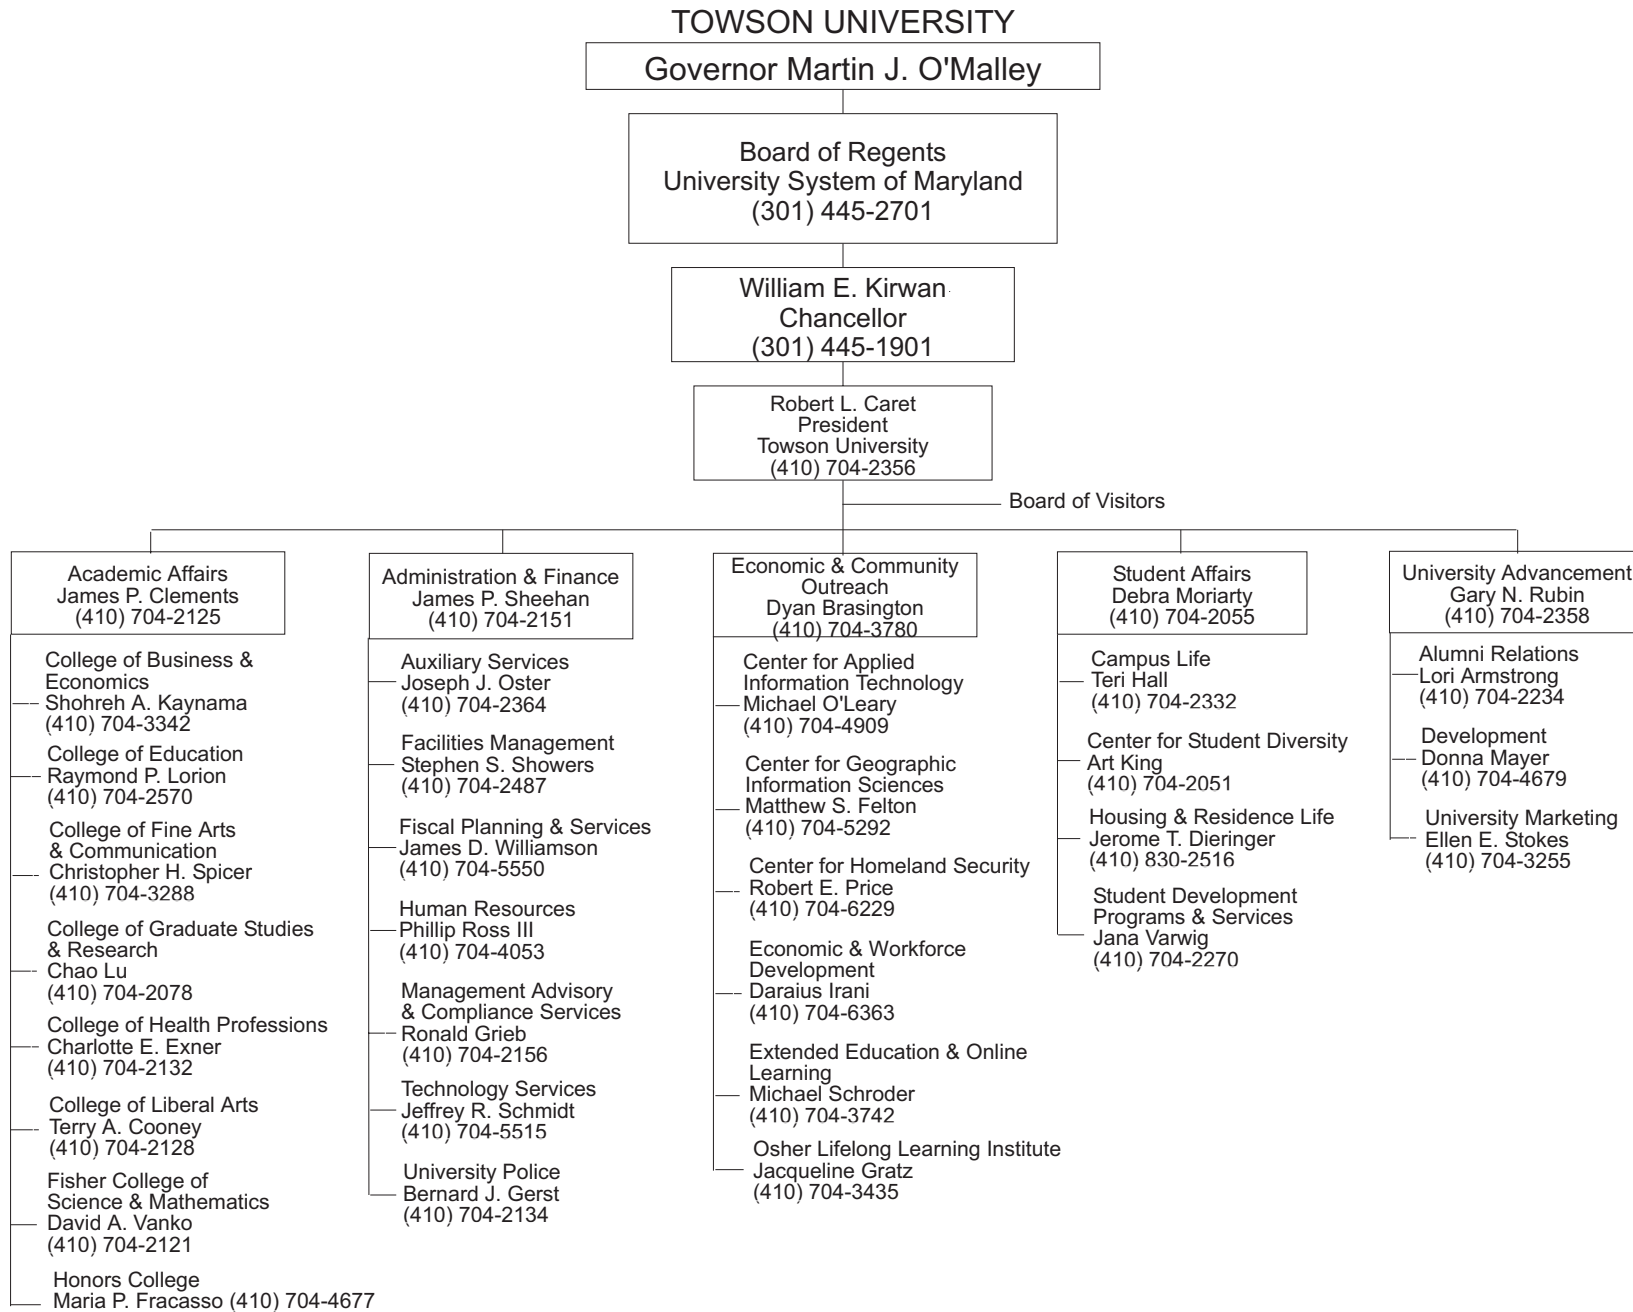 TOWSON UNIVERSITY
Governor Martin J. O'Malley
Board of Regents
University System of Maryland
(301) 445-2701
William E. Kirwan
Chancellor
(301) 445-1901
Robert L. Caret
President
Towson University
(410) 704-2356
Board of Visitors
Academic Affairs
James P. Clements
(410) 704-2125
College of Business &
Economics
Shohreh A. Kaynama
(410) 704-3342
College of Education
Raymond P. Lorion
(410) 704-2570
College of Fine Arts
& Communication
Christopher H. Spicer
(410) 704-3288
College of Graduate Studies
& Research
Chao Lu
(410) 704-2078
College of Health Professions
Charlotte E. Exner
(410) 704-2132
College of Liberal Arts
Terry A. Cooney
(410) 704-2128
Fisher College of
Science & Mathematics
David A. Vanko
(410) 704-2121
Honors College
Maria P. Fracasso (410) 704-4677
Administration & Finance
James P. Sheehan
(410) 704-2151
Auxiliary Services
Joseph J. Oster
(410) 704-2364
Facilities Management
Stephen S. Showers
(410) 704-2487
Fiscal Planning & Services
James D. Williamson
(410) 704-5550
Human Resources
Phillip Ross III
(410) 704-4053
Management Advisory
& Compliance Services
Ronald Grieb
(410) 704-2156
Technology Services
Jeffrey R. Schmidt
(410) 704-5515
University Police
Bernard J. Gerst
(410) 704-2134
Economic & Community
Outreach
Dyan Brasington
(410) 704-3780
Center for Applied
Information Technology
Michael O'Leary
(410) 704-4909
Center for Geographic
Information Sciences
Matthew S. Felton
(410) 704-5292
Center for Homeland Security
Robert E. Price
(410) 704-6229
Economic & Workforce
Development
Daraius Irani
(410) 704-6363
Extended Education & Online
Learning
Michael Schroder
(410) 704-3742
Osher Lifelong Learning Institute
Jacqueline Gratz
(410) 704-3435
Student Affairs
Debra Moriarty
(410) 704-2055
Campus Life
Teri Hall
(410) 704-2332
Center for Student Diversity
Art King
(410) 704-2051
Housing & Residence Life
Jerome T. Dieringer
(410) 830-2516
Student Development
Programs & Services
Jana Varwig
(410) 704-2270
University Advancement
Gary N. Rubin
(410) 704-2358
Alumni Relations
Lori Armstrong
(410) 704-2234
Development
Donna Mayer
(410) 704-4679
University Marketing
Ellen E. Stokes
(410) 704-3255